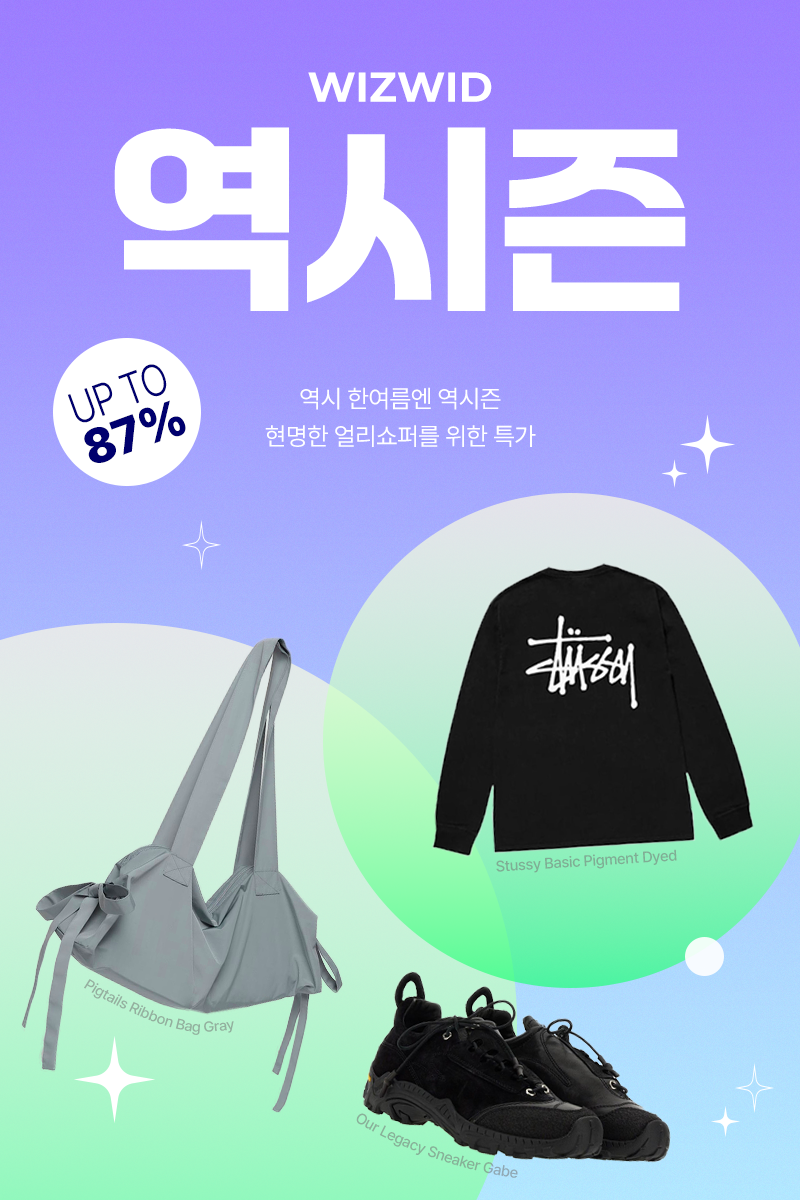 WIZWID
역시즌
UP TO
87%
역시 한여름엔 역시즌
현명한 얼리쇼퍼를 위한 특가
Stüssy
Stussy Basic Pigment Dyed
Pigtails Ribbon Bag Gray
Our Legacy Sneaker Gabe